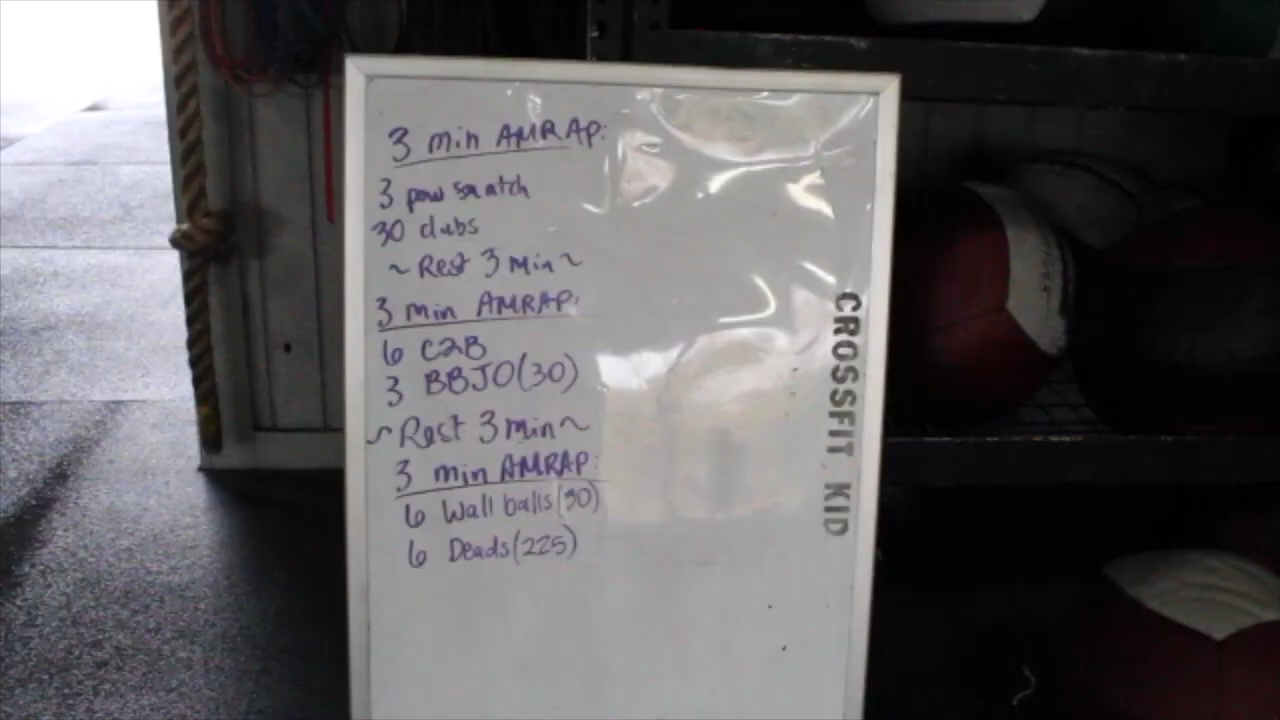 3 min AMRAP:
3 pow snatch
30 dubs
~ Rest 3 Min ~
3 min AMRAP:
6 C2B
3 BBJO (30)
~ Rest 3 min ~
3 min AMRAP:
6 Wall balls (30)
6 Deads (225)
CROSSFIT KID